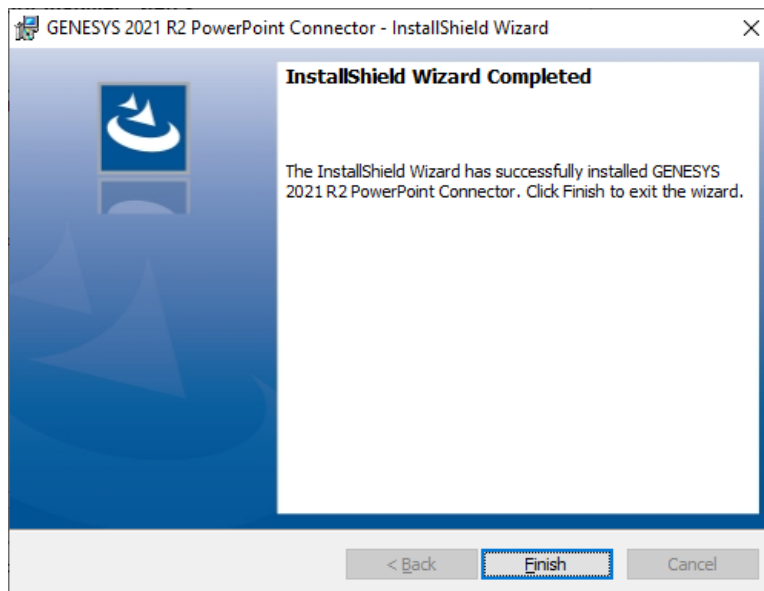 GENESYS 2021 R2 PowerPoint Connector - InstallShield Wizard
InstallShield Wizard Completed
The InstallShield Wizard has successfully installed GENESYS
2021 R2 PowerPoint Connector. Click Finish to exit the wizard.
< Back
Finish
Cancel